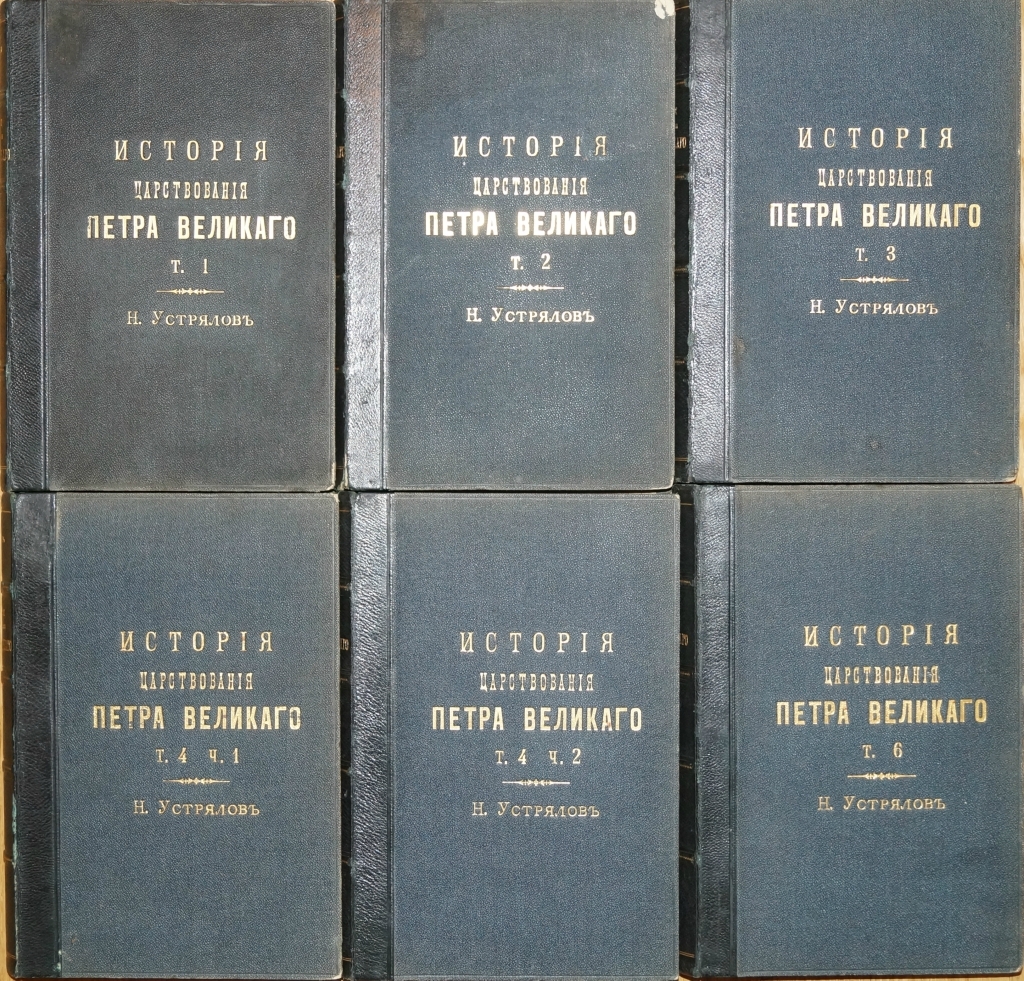 ИСТОРІЯ
ЦАРСТВОВАНІЯ
ПЕТРА ВЕЛИКАГО
Т. 1
Н. Устряловъ
ИСТОРІЯ
ЦАРСТВОВАНІЯ
ПЕТРА ВЕЛИКАГО
Т. 2
Н. Устряловъ
ИСТОРІЯ
ЦАРСТВОВАНІЯ
ПЕТРА ВЕЛИКАГО
Т. 3
Н. Устряловъ
ИСТОРІЯ
ЦАРСТВОВАНІЯ
ПЕТРА ВЕЛИКАГО
Т. 4 Ч. 1
Н. Устряловъ
ИСТОРІЯ
ЦАРСТВОВАНІЯ
ПЕТРА ВЕЛИКАГО
Т. 4 Ч. 2
Н. Устряловъ
ИСТОРІЯ
ЦАРСТВОВАНІЯ
ПЕТРА ВЕЛИКАГО
Т. 6
Н. Устряловъ